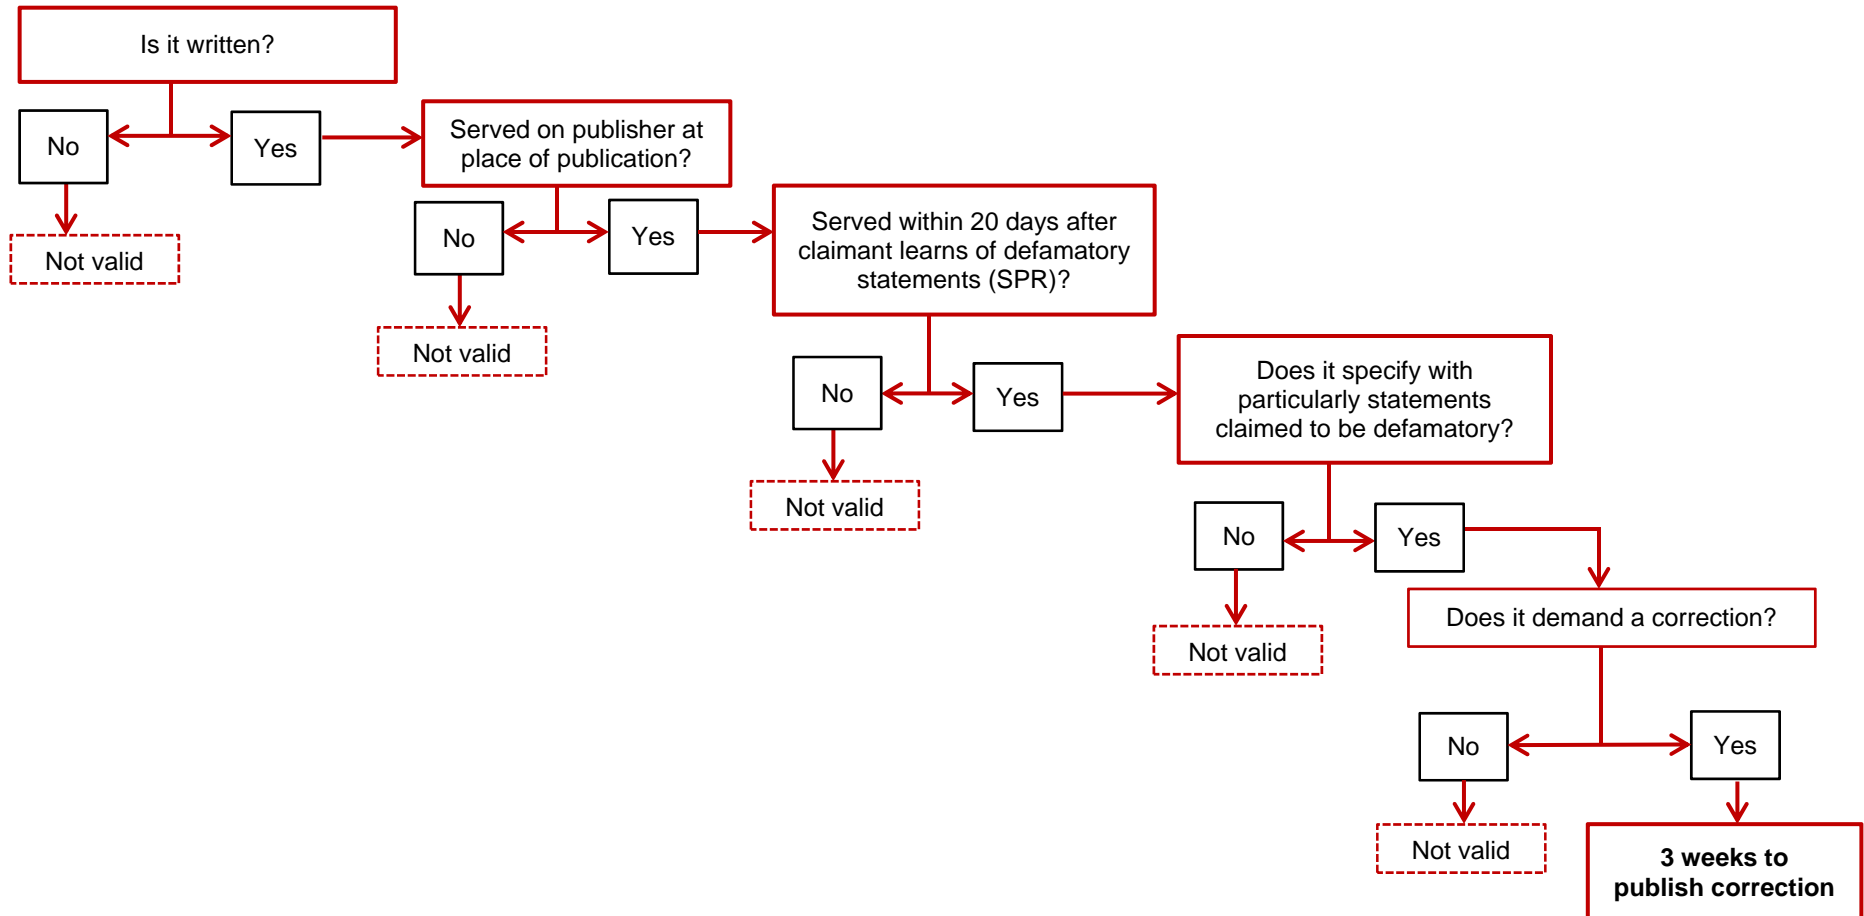 Is it written?
No
Yes
Served on publisher at
place of publication?
Not valid
No
Yes
Served within 20 days after
claimant learns of defamatory
statements (SPR)?
Not valid
No
Yes
Does it specify with
particularly statements
claimed to be defamatory?
Not valid
No
Yes
Does it demand a correction?
Not valid
No
Yes
Not valid
3 weeks to
publish correction